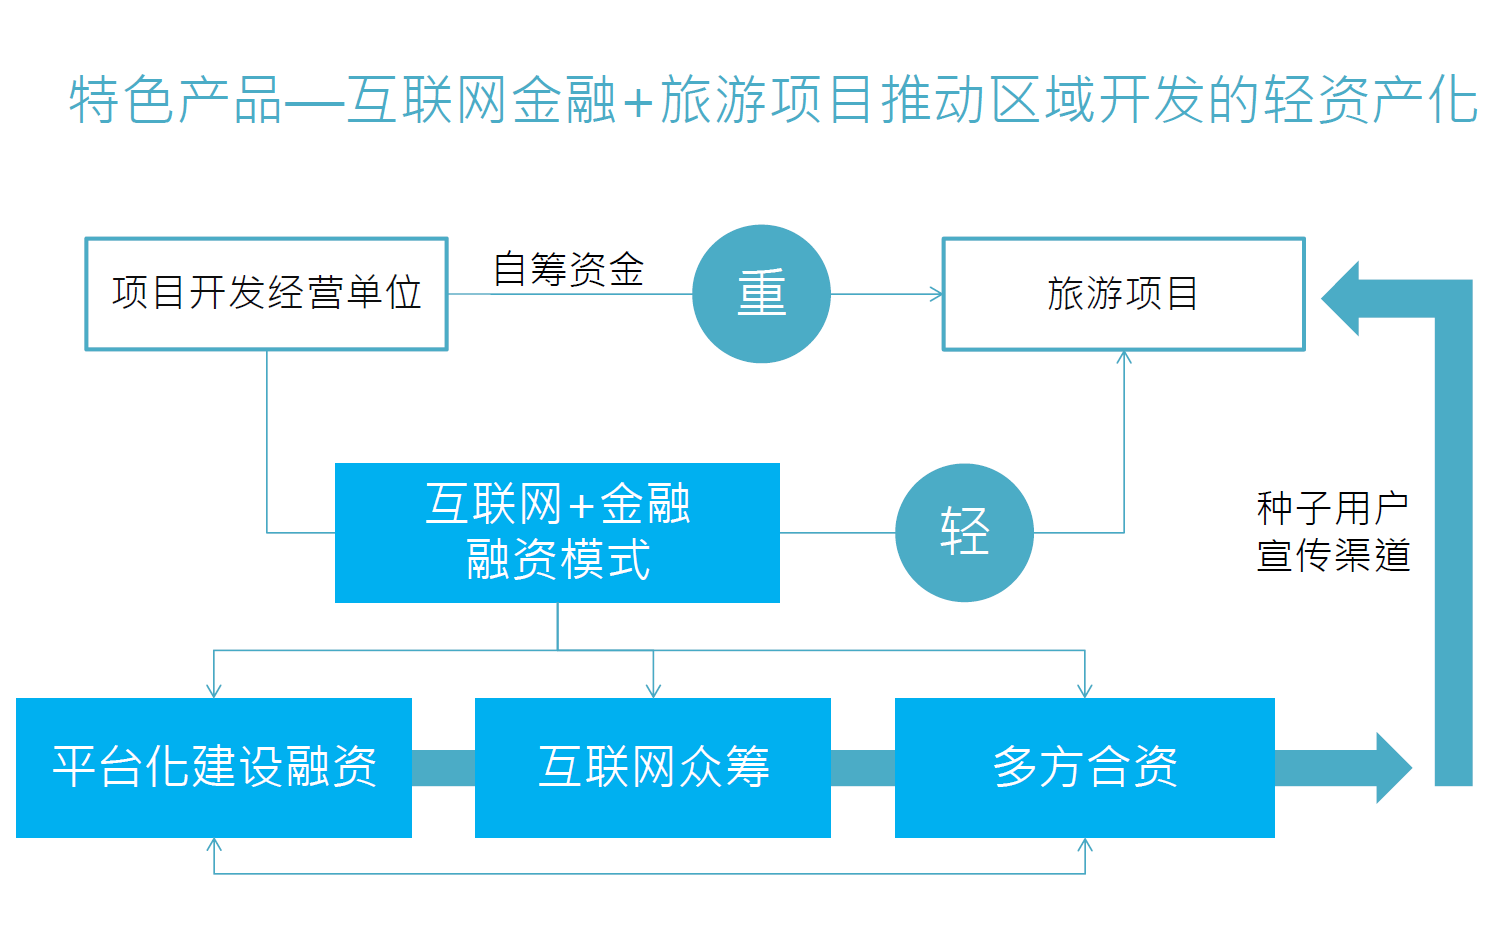 特色产品—互联网金融+旅游项目推动区域开发的轻资产化
项目开发经营单位
自筹资金
重
旅游项目
互联网+金融
融资模式
轻
种子用户
宣传渠道
平台化建设融资
互联网众筹
多方合资